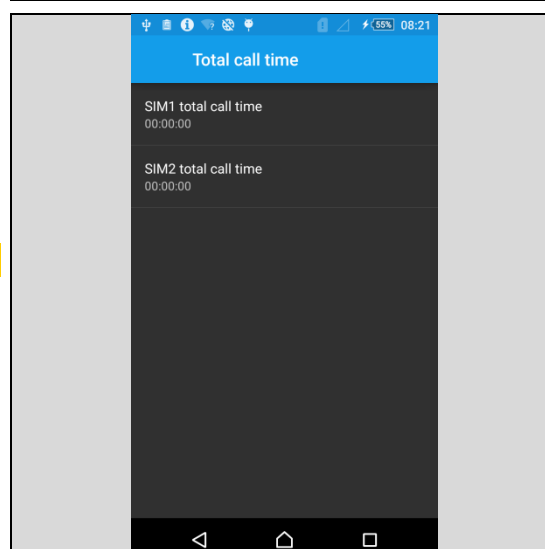 55% 08:21
Total call time
SIM1 total call time
00:00:00
SIM2 total call time
00:00:00